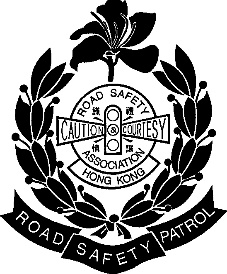 ROAD SAFETY
CAUTION & COURTESY
ASSOCIATION
HONG KONG
ROAD SAFETY PATROL